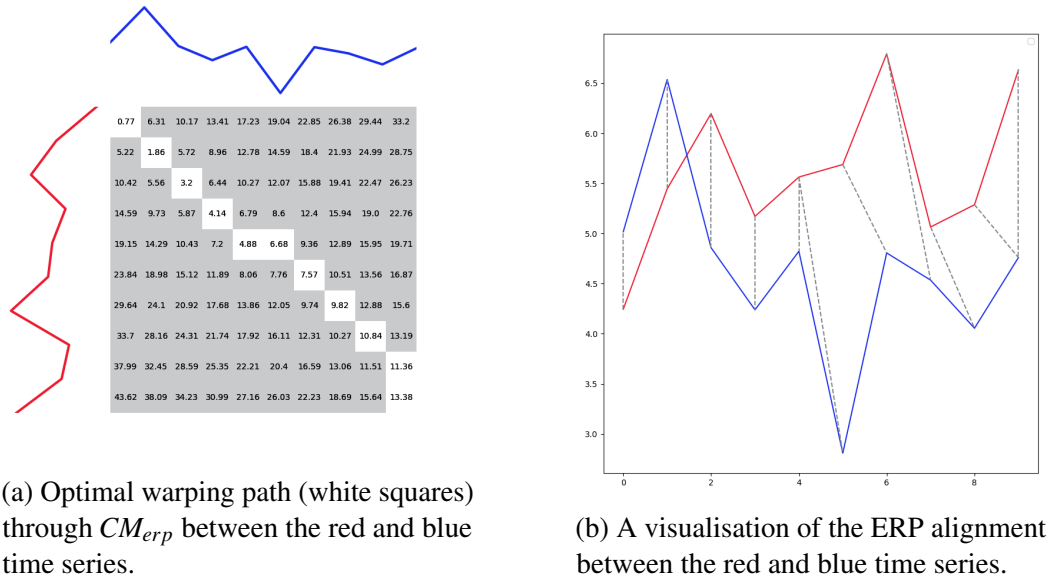 0.77 6.31 10.17 13.41 17.23 19.04 22.85 26.38 29.44 33.2
5.22 1.86 5.72 8.96 12.78 14.59 18.4 21.93 24.99 28.75
10.42 5.56 3.2 6.44 10.27 12.07 15.88 19.41 22.47 26.23
14.59 9.73 5.87 4.14 6.79 8.6 12.4 15.94 19.0 22.76
19.15 14.29 10.43 7.2 4.88 6.68 9.36 12.89 15.95 19.71
23.84 18.98 15.12 11.89 8.06 7.76 7.57 10.51 13.56 16.87
29.64 24.1 20.92 17.68 13.86 12.05 9.74 9.82 12.88 15.6
33.7 28.16 24.31 21.74 17.92 16.11 12.31 10.27 10.84 13.19
37.99 32.45 28.59 25.35 22.21 20.4 16.59 13.06 11.51 11.36
43.62 38.09 34.23 30.99 27.16 26.03 22.23 18.69 15.64 13.38
(a) Optimal warping path (white squares)
through CMerp between the red and blue
time series.
6.5
6.0
5.5
5.0
4.5
4.0
3.5
3.0
0 2 4 6 8
(b) A visualisation of the ERP alignment
between the red and blue time series.